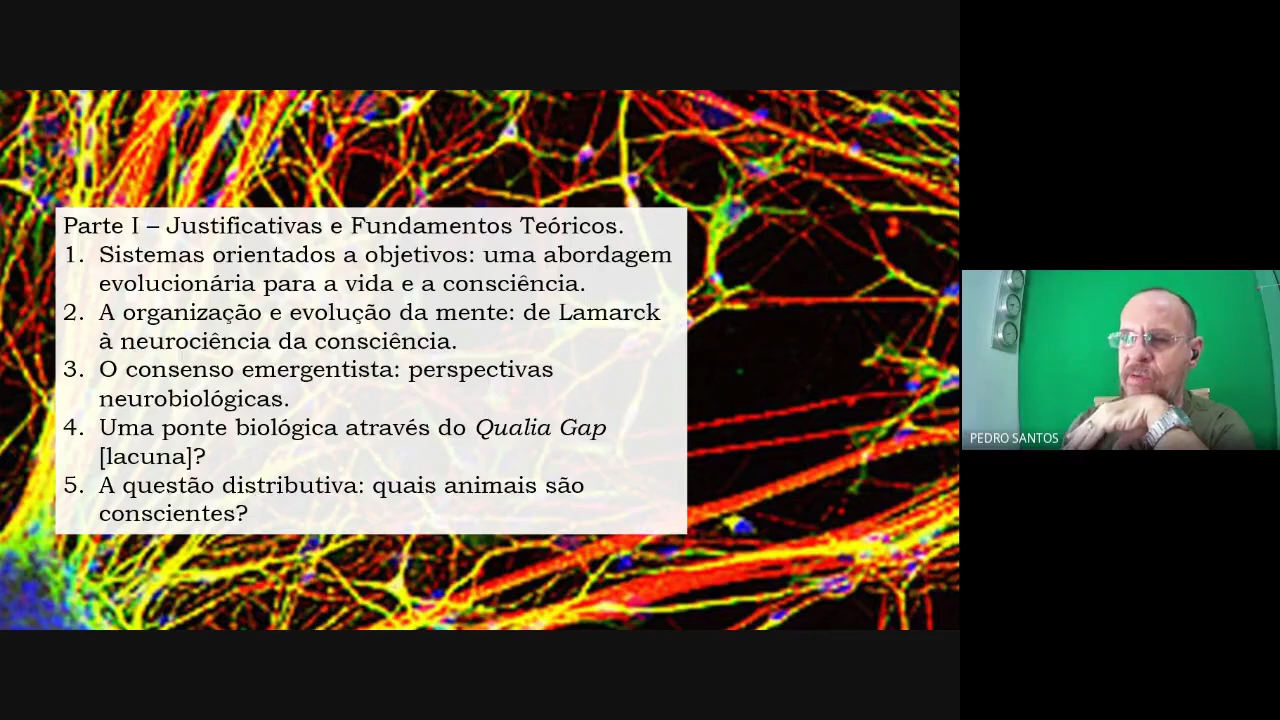 Parte I – Justificativas e Fundamentos Teóricos.
1. Sistemas orientados a objetivos: uma abordagem
evolucionária para a vida e a consciência.
2. A organização e evolução da mente: de Lamarck
à neurociência da consciência.
3. O consenso emergentista: perspectivas
neurobiológicas.
4. Uma ponte biológica através do Qualia Gap
[lacuna]?
5. A questão distributiva: quais animais são
conscientes?
PEDRO SANTOS